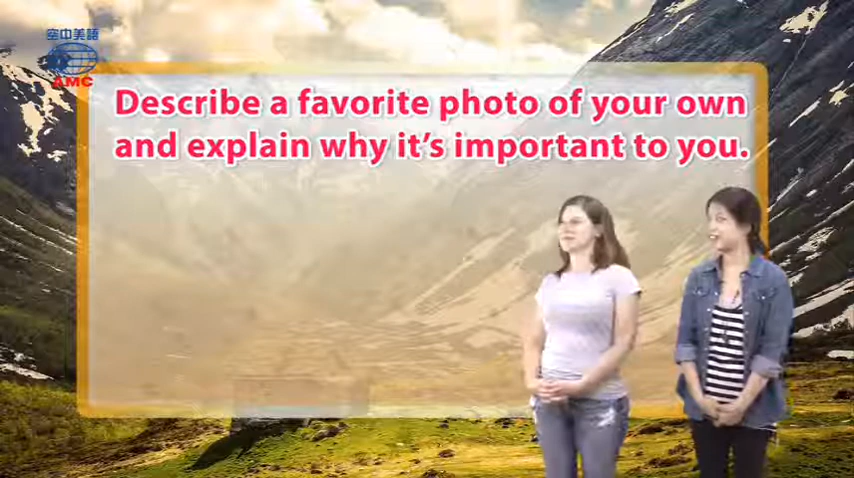 空中美語
AMC
Describe a favorite photo of your own
and explain why it's important to you.